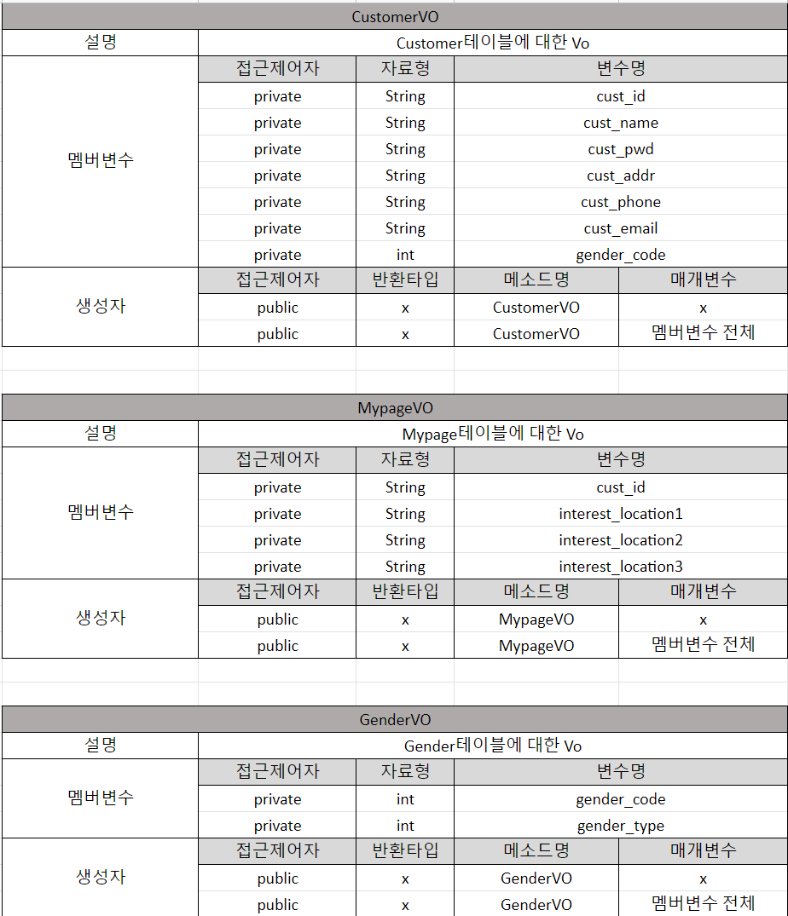 CustomerVO
설명 Customer테이블에 대한 Vo
멤버변수 접근제어자 자료형 변수명
private String cust_id
private String cust_name
private String cust_pwd
private String cust_addr
private String cust_phone
private String cust_email
private int gender_code
생성자 접근제어자 반환타입 메소드명 매개변수
public x CustomerVO x
public x CustomerVO 멤버변수 전체
MypageVO
설명 Mypage테이블에 대한 Vo
멤버변수 접근제어자 자료형 변수명
private String cust_id
private String interest_location1
private String interest_location2
private String interest_location3
생성자 접근제어자 반환타입 메소드명 매개변수
public x MypageVO x
public x MypageVO 멤버변수 전체
GenderVO
설명 Gender테이블에 대한 Vo
멤버변수 접근제어자 자료형 변수명
private int gender_code
private int gender_type
생성자 접근제어자 반환타입 메소드명 매개변수
public x GenderVO x
public x GenderVO 멤버변수 전체